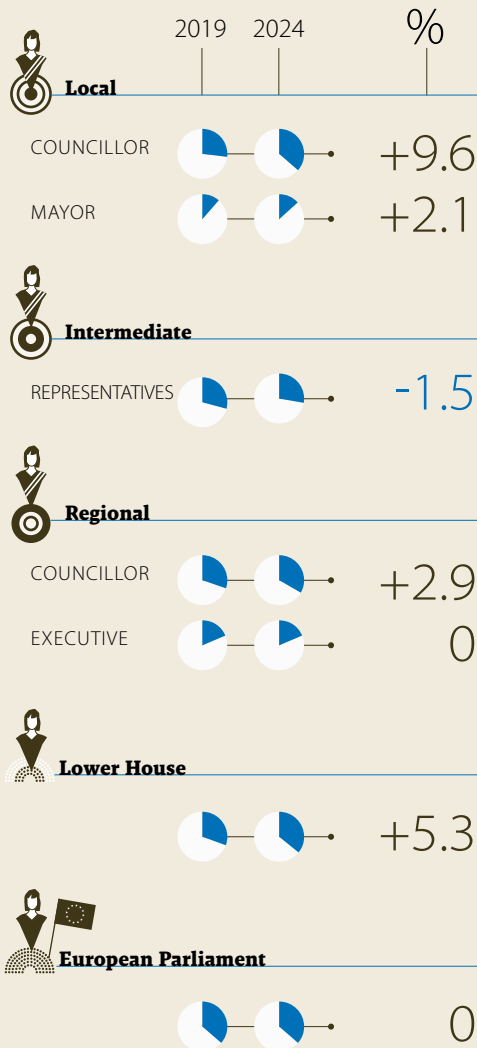 2019 2024 %
Local
COUNCILLOR +9.6
MAYOR +2.1
Intermediate
REPRESENTATIVES -1.5
Regional
COUNCILLOR +2.9
EXECUTIVE 0
Lower House
+5.3
European Parliament
0